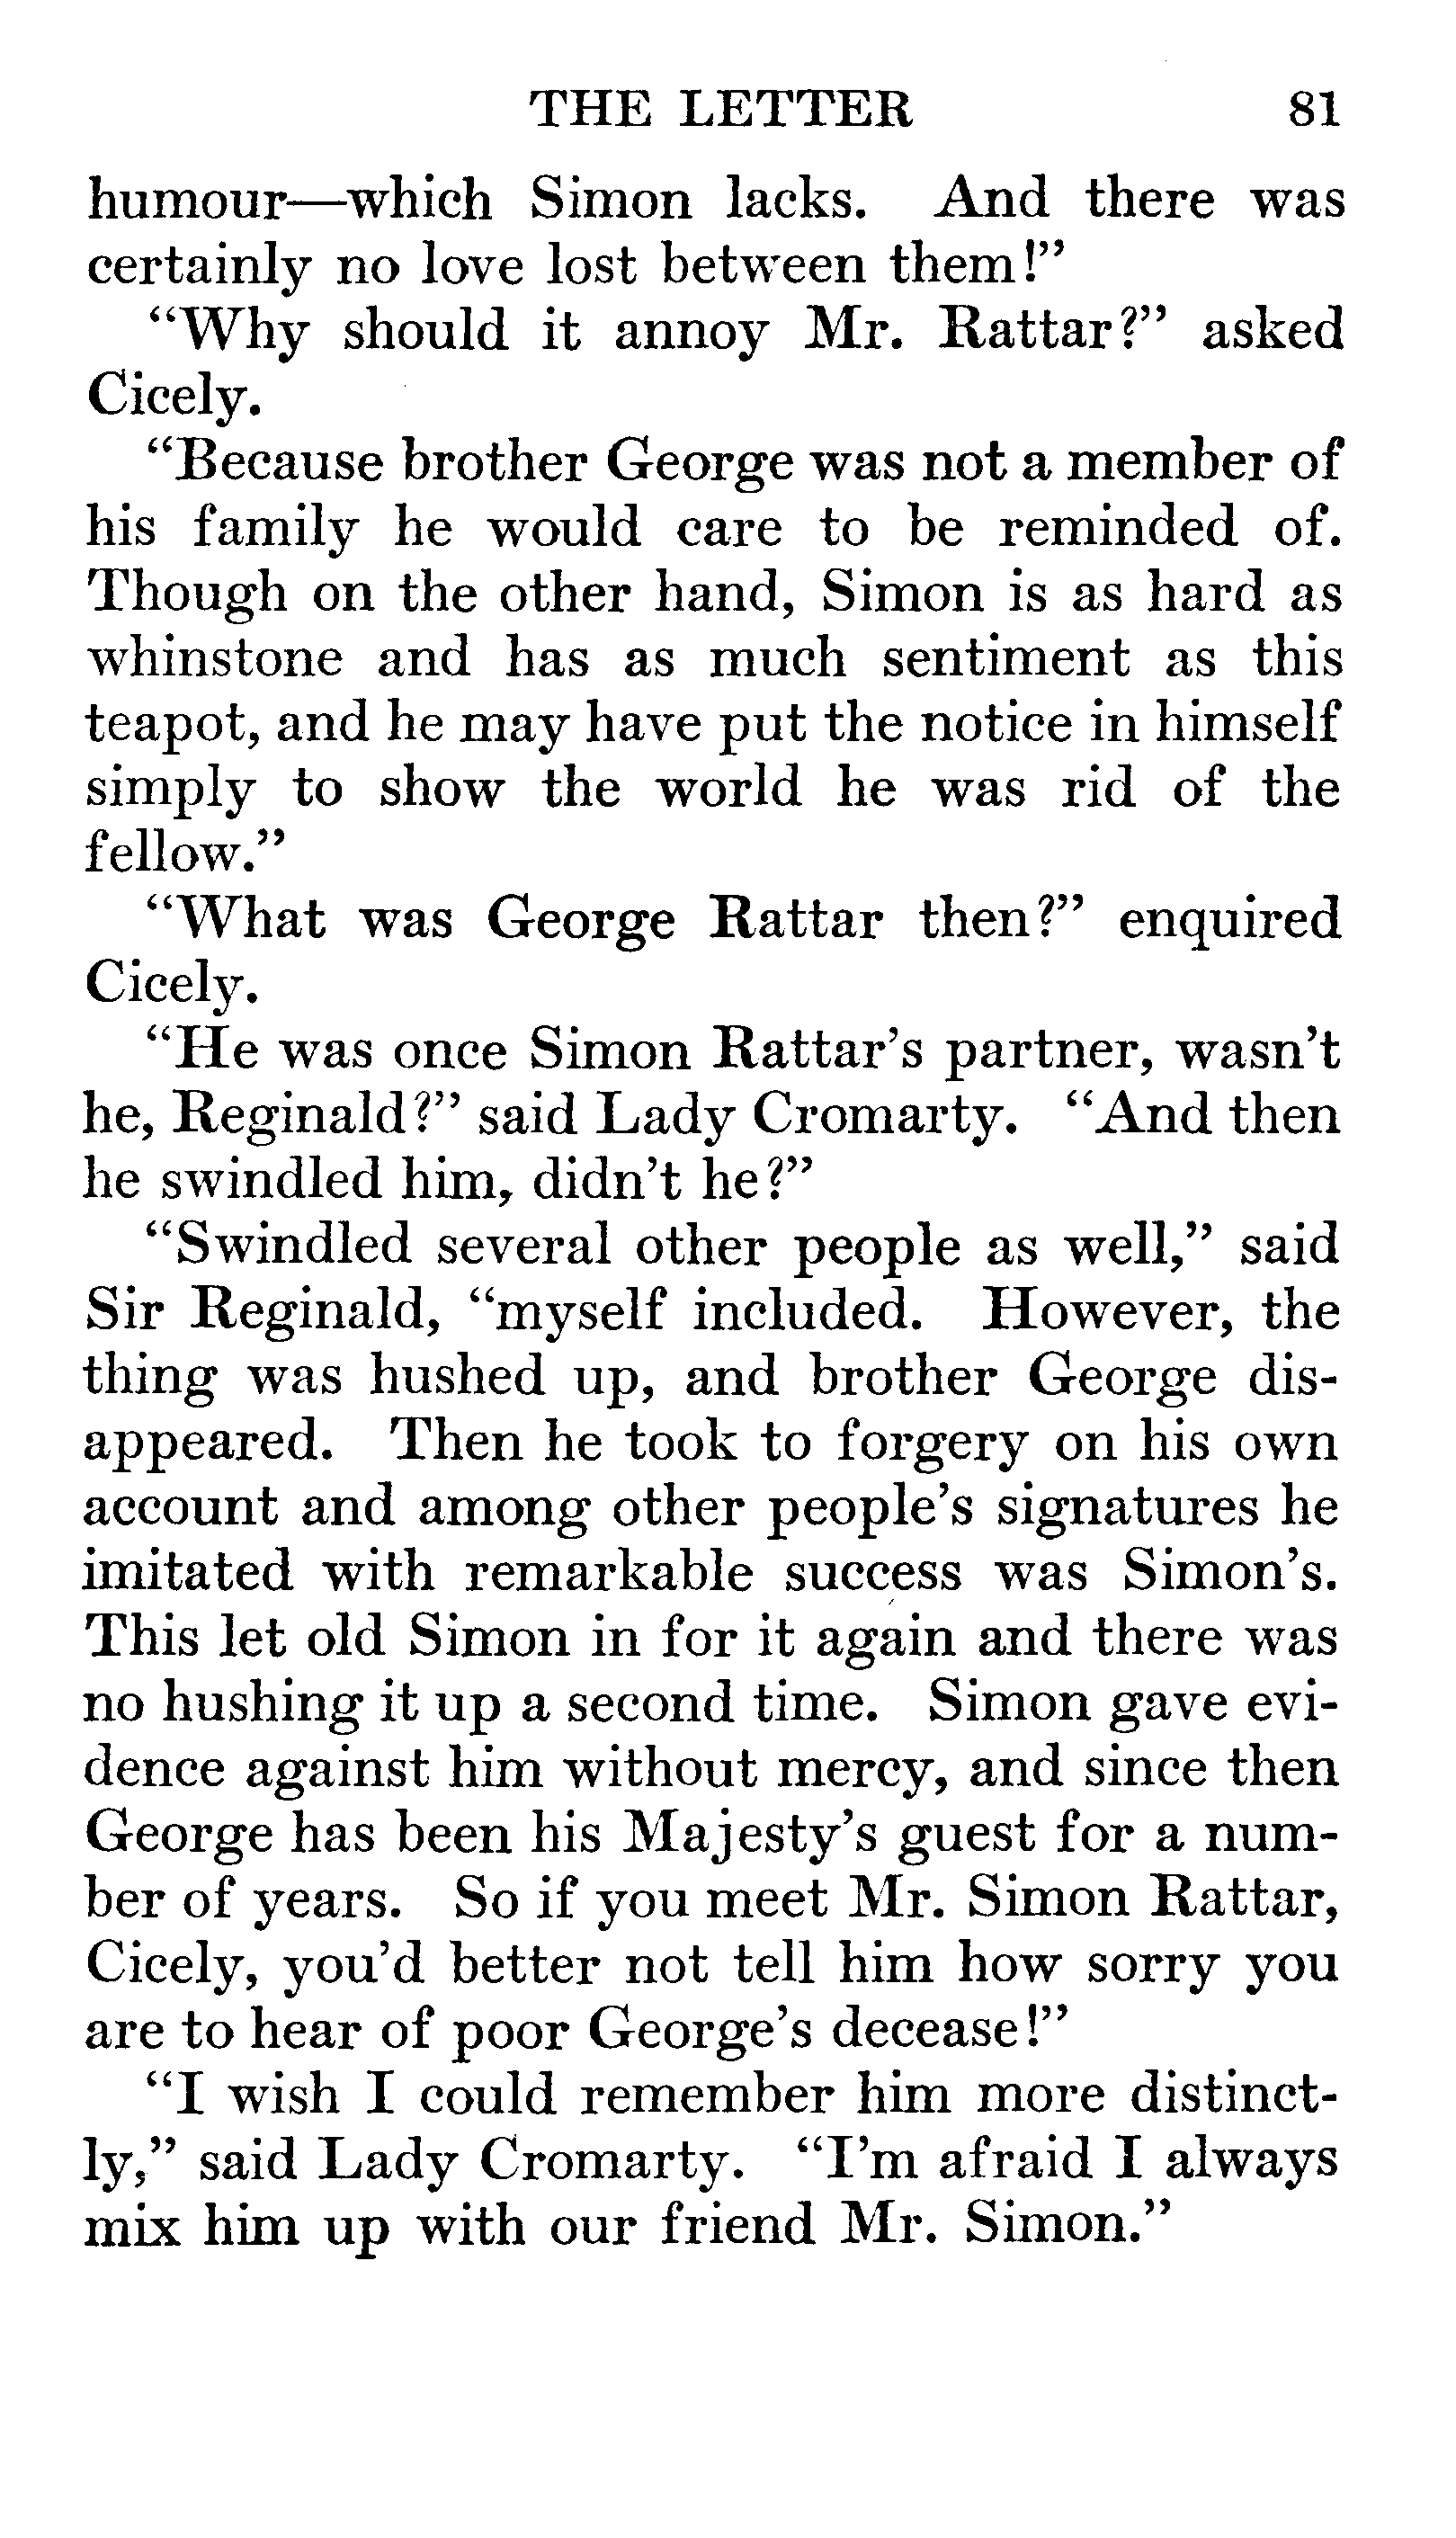 THE LETTER 81
humour—which Simon lacks. And there was
certainly no love lost between them!”
“Why should it annoy Mr. Rattar?” asked
Cicely.
“Because brother George was not a member of
his family he would care to be reminded of.
Though on the other hand, Simon is as hard as
whinstone and has as much sentiment as this
teapot, and he may have put the notice in himself
simply to show the world he was rid of the
fellow.”
“What was George Rattar then?” enquired
Cicely.
“He was once Simon Rattar’s partner, wasn’t
he, Reginald?” said Lady Cromarty. “And then
he swindled him, didn’t he?”
“Swindled several other people as well,” said
Sir Reginald, “myself included. However, the
thing was hushed up, and brother George dis-
appeared. Then he took to forgery on his own
account and among other people’s signatures he
imitated with remarkable success was Simon’s.
This let old Simon in for it again and there was
no hushing it up a second time. Simon gave evi-
dence against him without mercy, and since then
George has been his Majesty’s guest for a num-
ber of years. So if you meet Mr. Simon Rattar,
Cicely, you’d better not tell him how sorry you
are to hear of poor George’s decease!”
“I wish I could remember him more distinct-
ly,” said Lady Cromarty. “I’m afraid I always
mix him up with our friend Mr. Simon.”